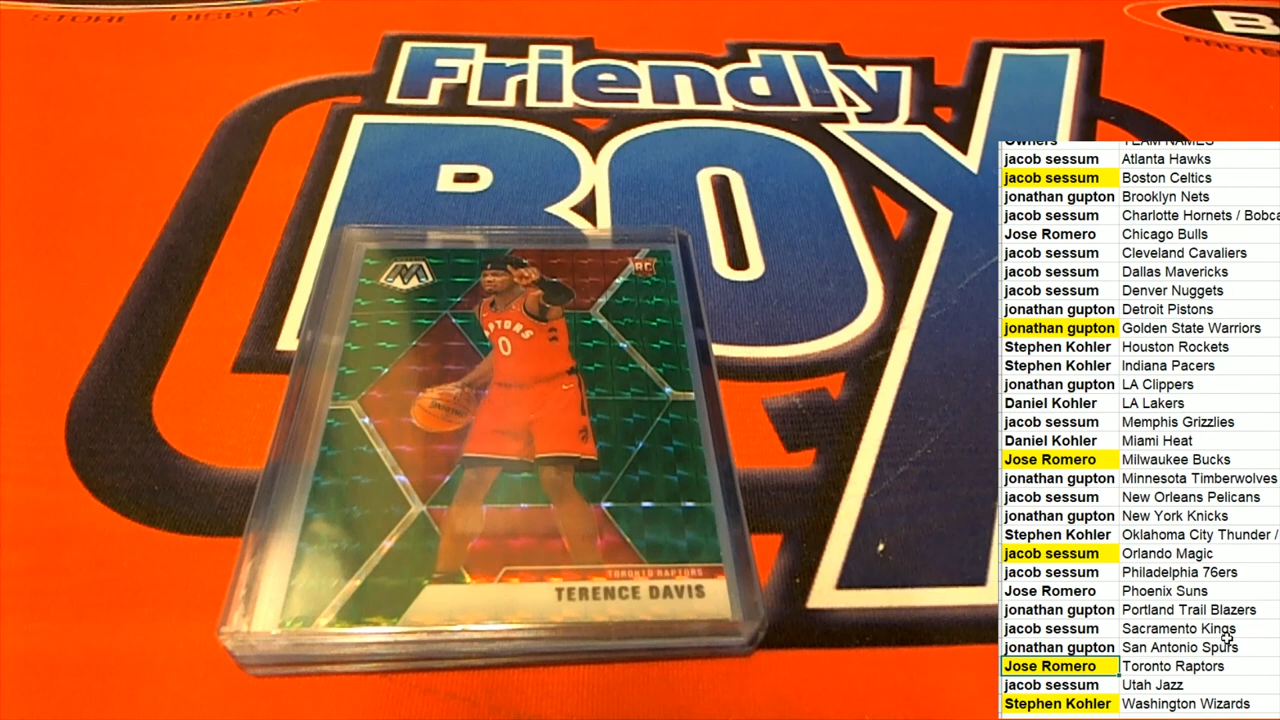 STORE DISPLAY
B
Friendly
BOY
RC
RAPTORS
0
TORONTO RAPTORS
TERENCE DAVIS
Owners TEAM NAMES
jacob sessum Atlanta Hawks
jacob sessum Boston Celtics
jonathan gupton Brooklyn Nets
jacob sessum Charlotte Hornets / Bobca
Jose Romero Chicago Bulls
jacob sessum Cleveland Cavaliers
jacob sessum Dallas Mavericks
jacob sessum Denver Nuggets
jonathan gupton Detroit Pistons
jonathan gupton Golden State Warriors
Stephen Kohler Houston Rockets
Stephen Kohler Indiana Pacers
jonathan gupton LA Clippers
Daniel Kohler LA Lakers
jacob sessum Memphis Grizzlies
Daniel Kohler Miami Heat
Jose Romero Milwaukee Bucks
jonathan gupton Minnesota Timberwolves
jacob sessum New Orleans Pelicans
jonathan gupton New York Knicks
Stephen Kohler Oklahoma City Thunder /
jacob sessum Orlando Magic
jacob sessum Philadelphia 76ers
Jose Romero Phoenix Suns
jonathan gupton Portland Trail Blazers
jacob sessum Sacramento Kings
jonathan gupton San Antonio Spurs
Jose Romero Toronto Raptors
jacob sessum Utah Jazz
Stephen Kohler Washington Wizards